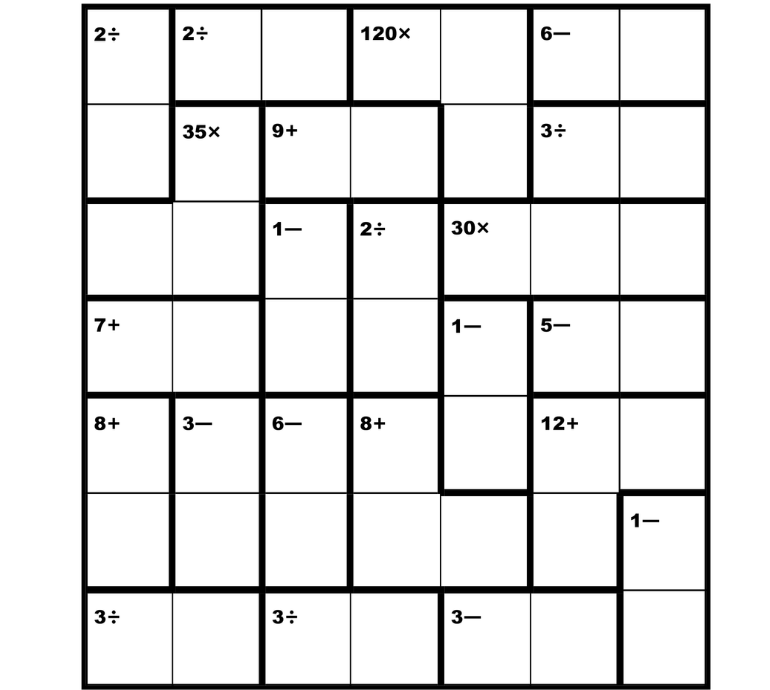 2÷ 2÷ 120× 6—
35× 9+ 3÷
1— 2÷ 30×
7+ 1— 5—
8+ 3— 6— 8+ 12+
1—
3÷ 3÷ 3—